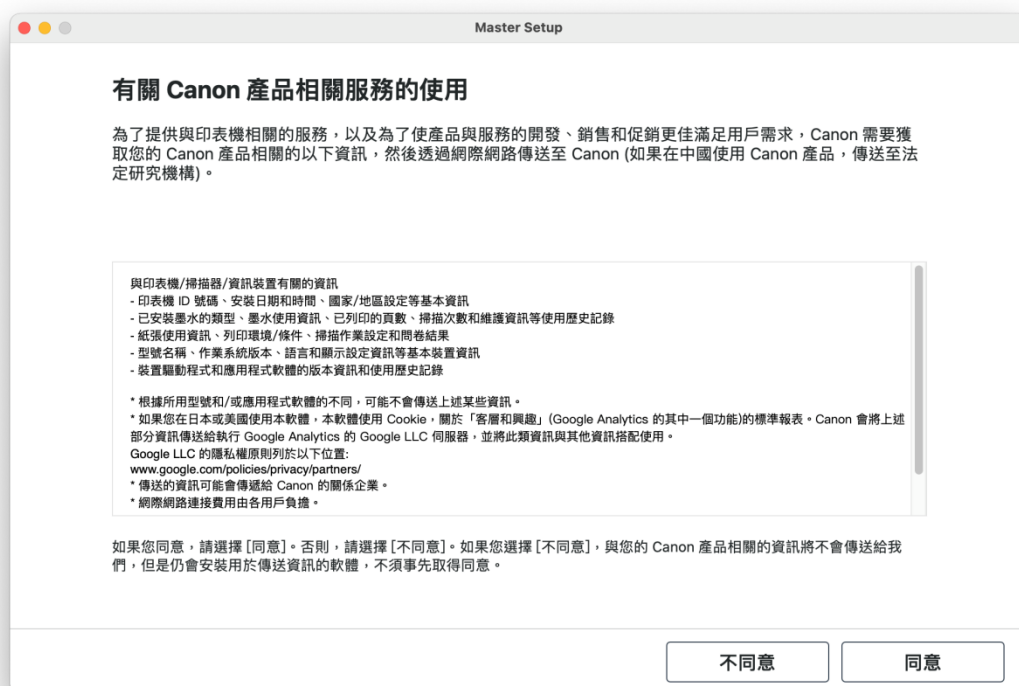 Master Setup
有關 Canon 產品相關服務的使用
為了提供與印表機相關的服務，以及為了使產品與服務的開發、銷售和促銷更佳滿足用戶需求，Canon 需要獲
取您的 Canon 產品相關的以下資訊，然後透過網際網路傳送至 Canon (如果在中國使用 Canon 產品，傳送至法
定研究機構)。
與印表機/掃描器/資訊裝置有關的資訊
- 印表機 ID 號碼、安裝日期和時間、國家/地區設定等基本資訊
- 已安裝墨水的類型、墨水使用資訊、已列印的頁數、掃描次數和維護資訊等使用歷史記錄
- 紙張使用資訊、列印環境/條件、掃描作業設定和問卷結果
- 型號名稱、作業系統版本、語言和顯示設定資訊等基本裝置資訊
- 裝置驅動程式和應用程式軟體的版本資訊和使用歷史記錄
* 根據所用型號和/或應用程式軟體的不同，可能不會傳送上述某些資訊。
* 如果您在日本或美國使用本軟體，本軟體使用 Cookie，關於「客層和興趣」(Google Analytics 的其中一個功能)的標準報表。Canon 會將上述
部分資訊傳送給執行 Google Analytics 的 Google LLC 伺服器，並將此類資訊與其他資訊搭配使用。
Google LLC 的隱私權原則列於以下位置:
www.google.com/policies/privacy/partners/
* 傳送的資訊可能會傳遞給 Canon 的關係企業。
* 網際網路連接費用由各用戶負擔。
如果您同意，請選擇 [同意]。否則，請選擇 [不同意]。如果您選擇 [不同意]，與您的 Canon 產品相關的資訊將不會傳送給我
們，但是仍會安裝用於傳送資訊的軟體，不須事先取得同意。
不同意
同意